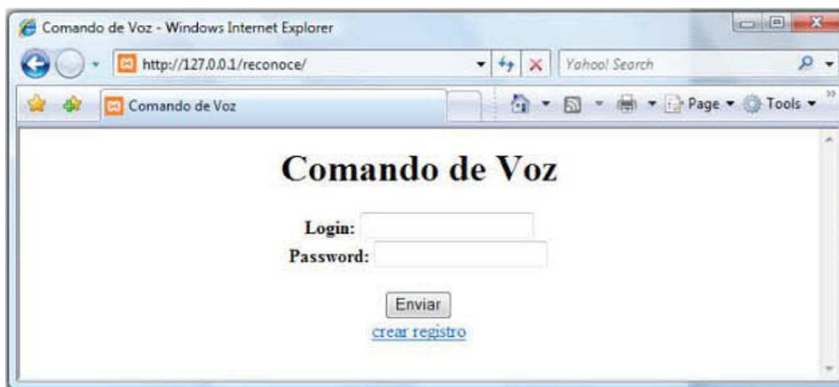 Comando de Voz - Windows Internet Explorer
http://127.0.0.1/reconoce/
Yahoo! Search
Comando de Voz
Page
Tools
Comando de Voz
Login:
Password:
Enviar
crear registro